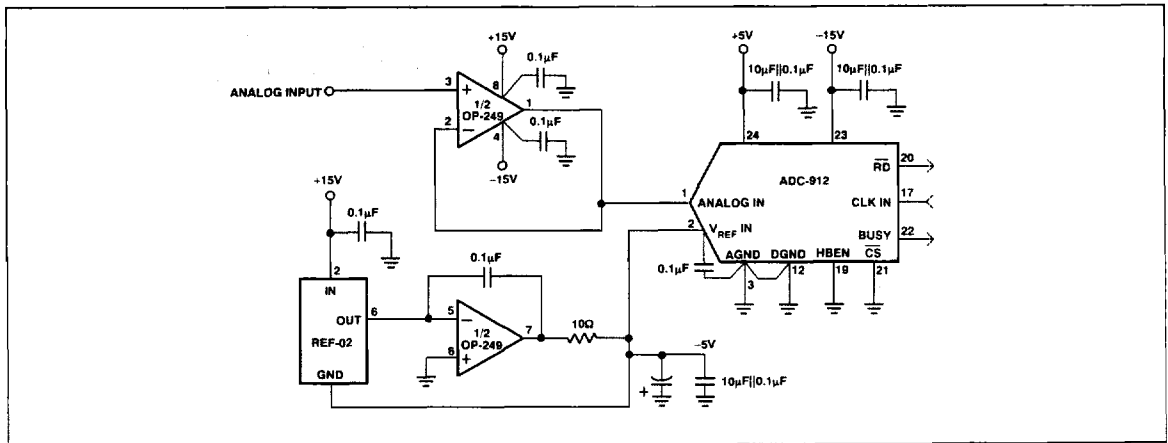 +15V
0.1µF
ANALOG INPUT
3
+
8
1/2
OP-249
1
2
−
4
0.1µF
−15V
+5V
−15V
10µF||0.1µF
10µF||0.1µF
24
23
ADC-912
RD
20
CLK IN
17
BUSY
22
1
ANALOG IN
2
VREF IN
AGND
DGND
HBEN
CS
0.1µF
3
12
19
21
+15V
0.1µF
2
IN
OUT
6
REF-02
GND
0.1µF
5
−
1/2
OP-249
7
6
+
10Ω
−5V
+
10µF||0.1µF